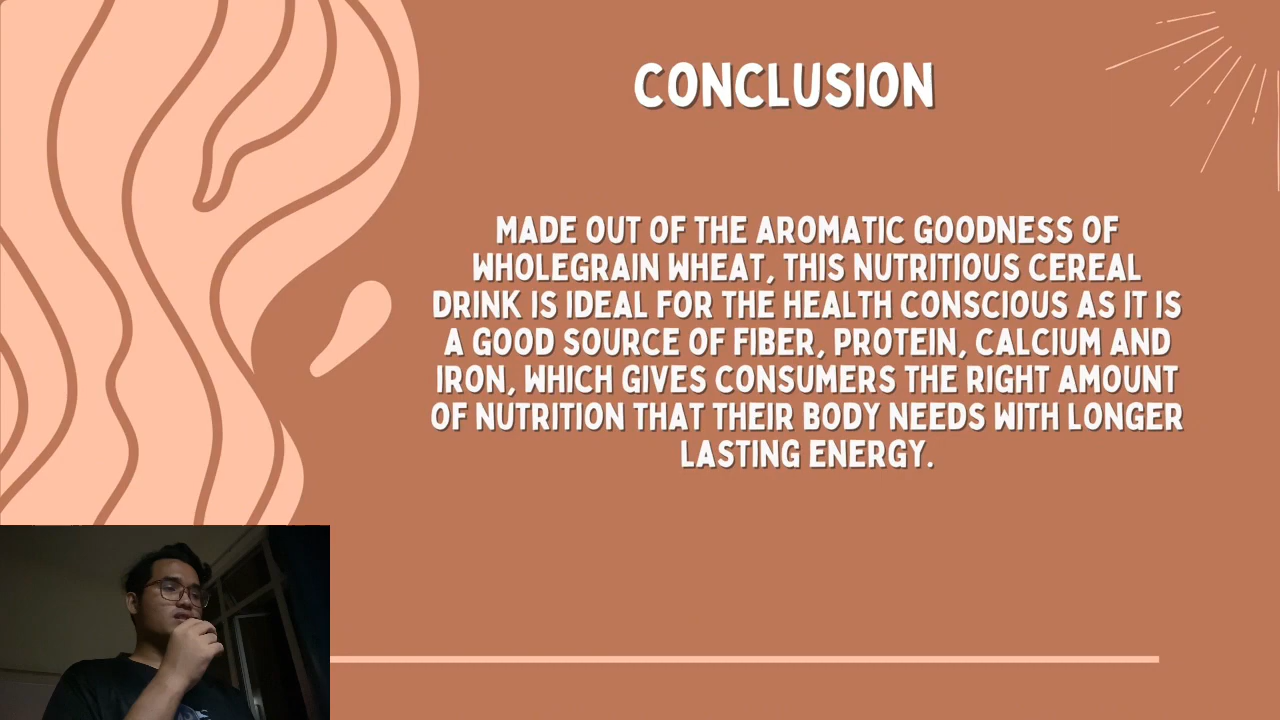 CONCLUSION
MADE OUT OF THE AROMATIC GOODNESS OF
WHOLEGRAIN WHEAT, THIS NUTRITIOUS CEREAL
DRINK IS IDEAL FOR THE HEALTH CONSCIOUS AS IT IS
A GOOD SOURCE OF FIBER, PROTEIN, CALCIUM AND
IRON, WHICH GIVES CONSUMERS THE RIGHT AMOUNT
OF NUTRITION THAT THEIR BODY NEEDS WITH LONGER
LASTING ENERGY.